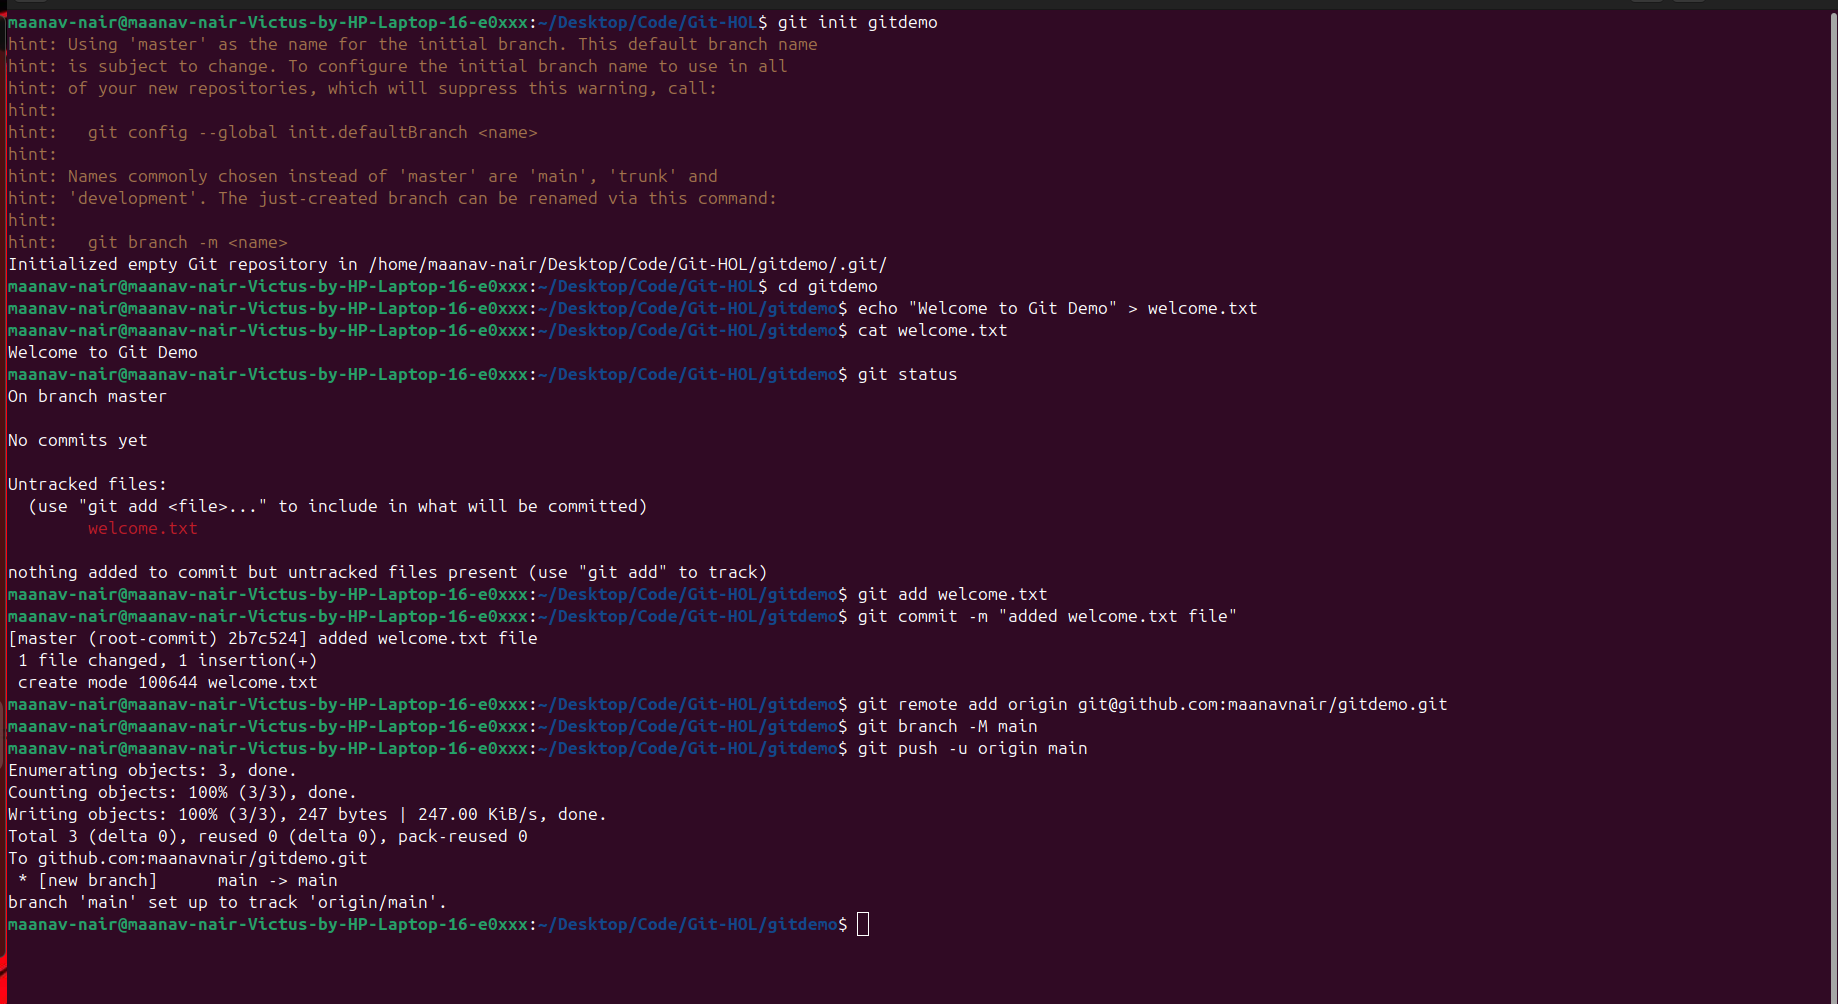 maanav-nair@maanav-nair-Victus-by-HP-Laptop-16-e0xxx:~/Desktop/Code/Git-HOL$ git init gitdemo
hint: Using 'master' as the name for the initial branch. This default branch name
hint: is subject to change. To configure the initial branch name to use in all
hint: of your new repositories, which will suppress this warning, call:
hint:
hint:   git config --global init.defaultBranch <name>
hint:
hint: Names commonly chosen instead of 'master' are 'main', 'trunk' and
hint: 'development'. The just-created branch can be renamed via this command:
hint:
hint:   git branch -m <name>
Initialized empty Git repository in /home/maanav-nair/Desktop/Code/Git-HOL/gitdemo/.git/
maanav-nair@maanav-nair-Victus-by-HP-Laptop-16-e0xxx:~/Desktop/Code/Git-HOL$ cd gitdemo
maanav-nair@maanav-nair-Victus-by-HP-Laptop-16-e0xxx:~/Desktop/Code/Git-HOL/gitdemo$ echo "Welcome to Git Demo" > welcome.txt
maanav-nair@maanav-nair-Victus-by-HP-Laptop-16-e0xxx:~/Desktop/Code/Git-HOL/gitdemo$ cat welcome.txt
Welcome to Git Demo
maanav-nair@maanav-nair-Victus-by-HP-Laptop-16-e0xxx:~/Desktop/Code/Git-HOL/gitdemo$ git status
On branch master

No commits yet

Untracked files:
  (use "git add <file>..." to include in what will be committed)
        welcome.txt

nothing added to commit but untracked files present (use "git add" to track)
maanav-nair@maanav-nair-Victus-by-HP-Laptop-16-e0xxx:~/Desktop/Code/Git-HOL/gitdemo$ git add welcome.txt
maanav-nair@maanav-nair-Victus-by-HP-Laptop-16-e0xxx:~/Desktop/Code/Git-HOL/gitdemo$ git commit -m "added welcome.txt file"
[master (root-commit) 2b7c524] added welcome.txt file
 1 file changed, 1 insertion(+)
 create mode 100644 welcome.txt
maanav-nair@maanav-nair-Victus-by-HP-Laptop-16-e0xxx:~/Desktop/Code/Git-HOL/gitdemo$ git remote add origin git@github.com:maanavnair/gitdemo.git
maanav-nair@maanav-nair-Victus-by-HP-Laptop-16-e0xxx:~/Desktop/Code/Git-HOL/gitdemo$ git branch -M main
maanav-nair@maanav-nair-Victus-by-HP-Laptop-16-e0xxx:~/Desktop/Code/Git-HOL/gitdemo$ git push -u origin main
Enumerating objects: 3, done.
Counting objects: 100% (3/3), done.
Writing objects: 100% (3/3), 247 bytes | 247.00 KiB/s, done.
Total 3 (delta 0), reused 0 (delta 0), pack-reused 0
To github.com:maanavnair/gitdemo.git
 * [new branch]      main -> main
branch 'main' set up to track 'origin/main'.
maanav-nair@maanav-nair-Victus-by-HP-Laptop-16-e0xxx:~/Desktop/Code/Git-HOL/gitdemo$